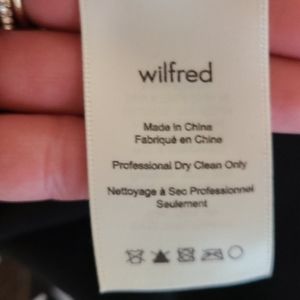 wilfred
Made in China
Fabriqué en Chine
Professional Dry Clean Only
Nettoyage à Sec Professionnel
Seulement